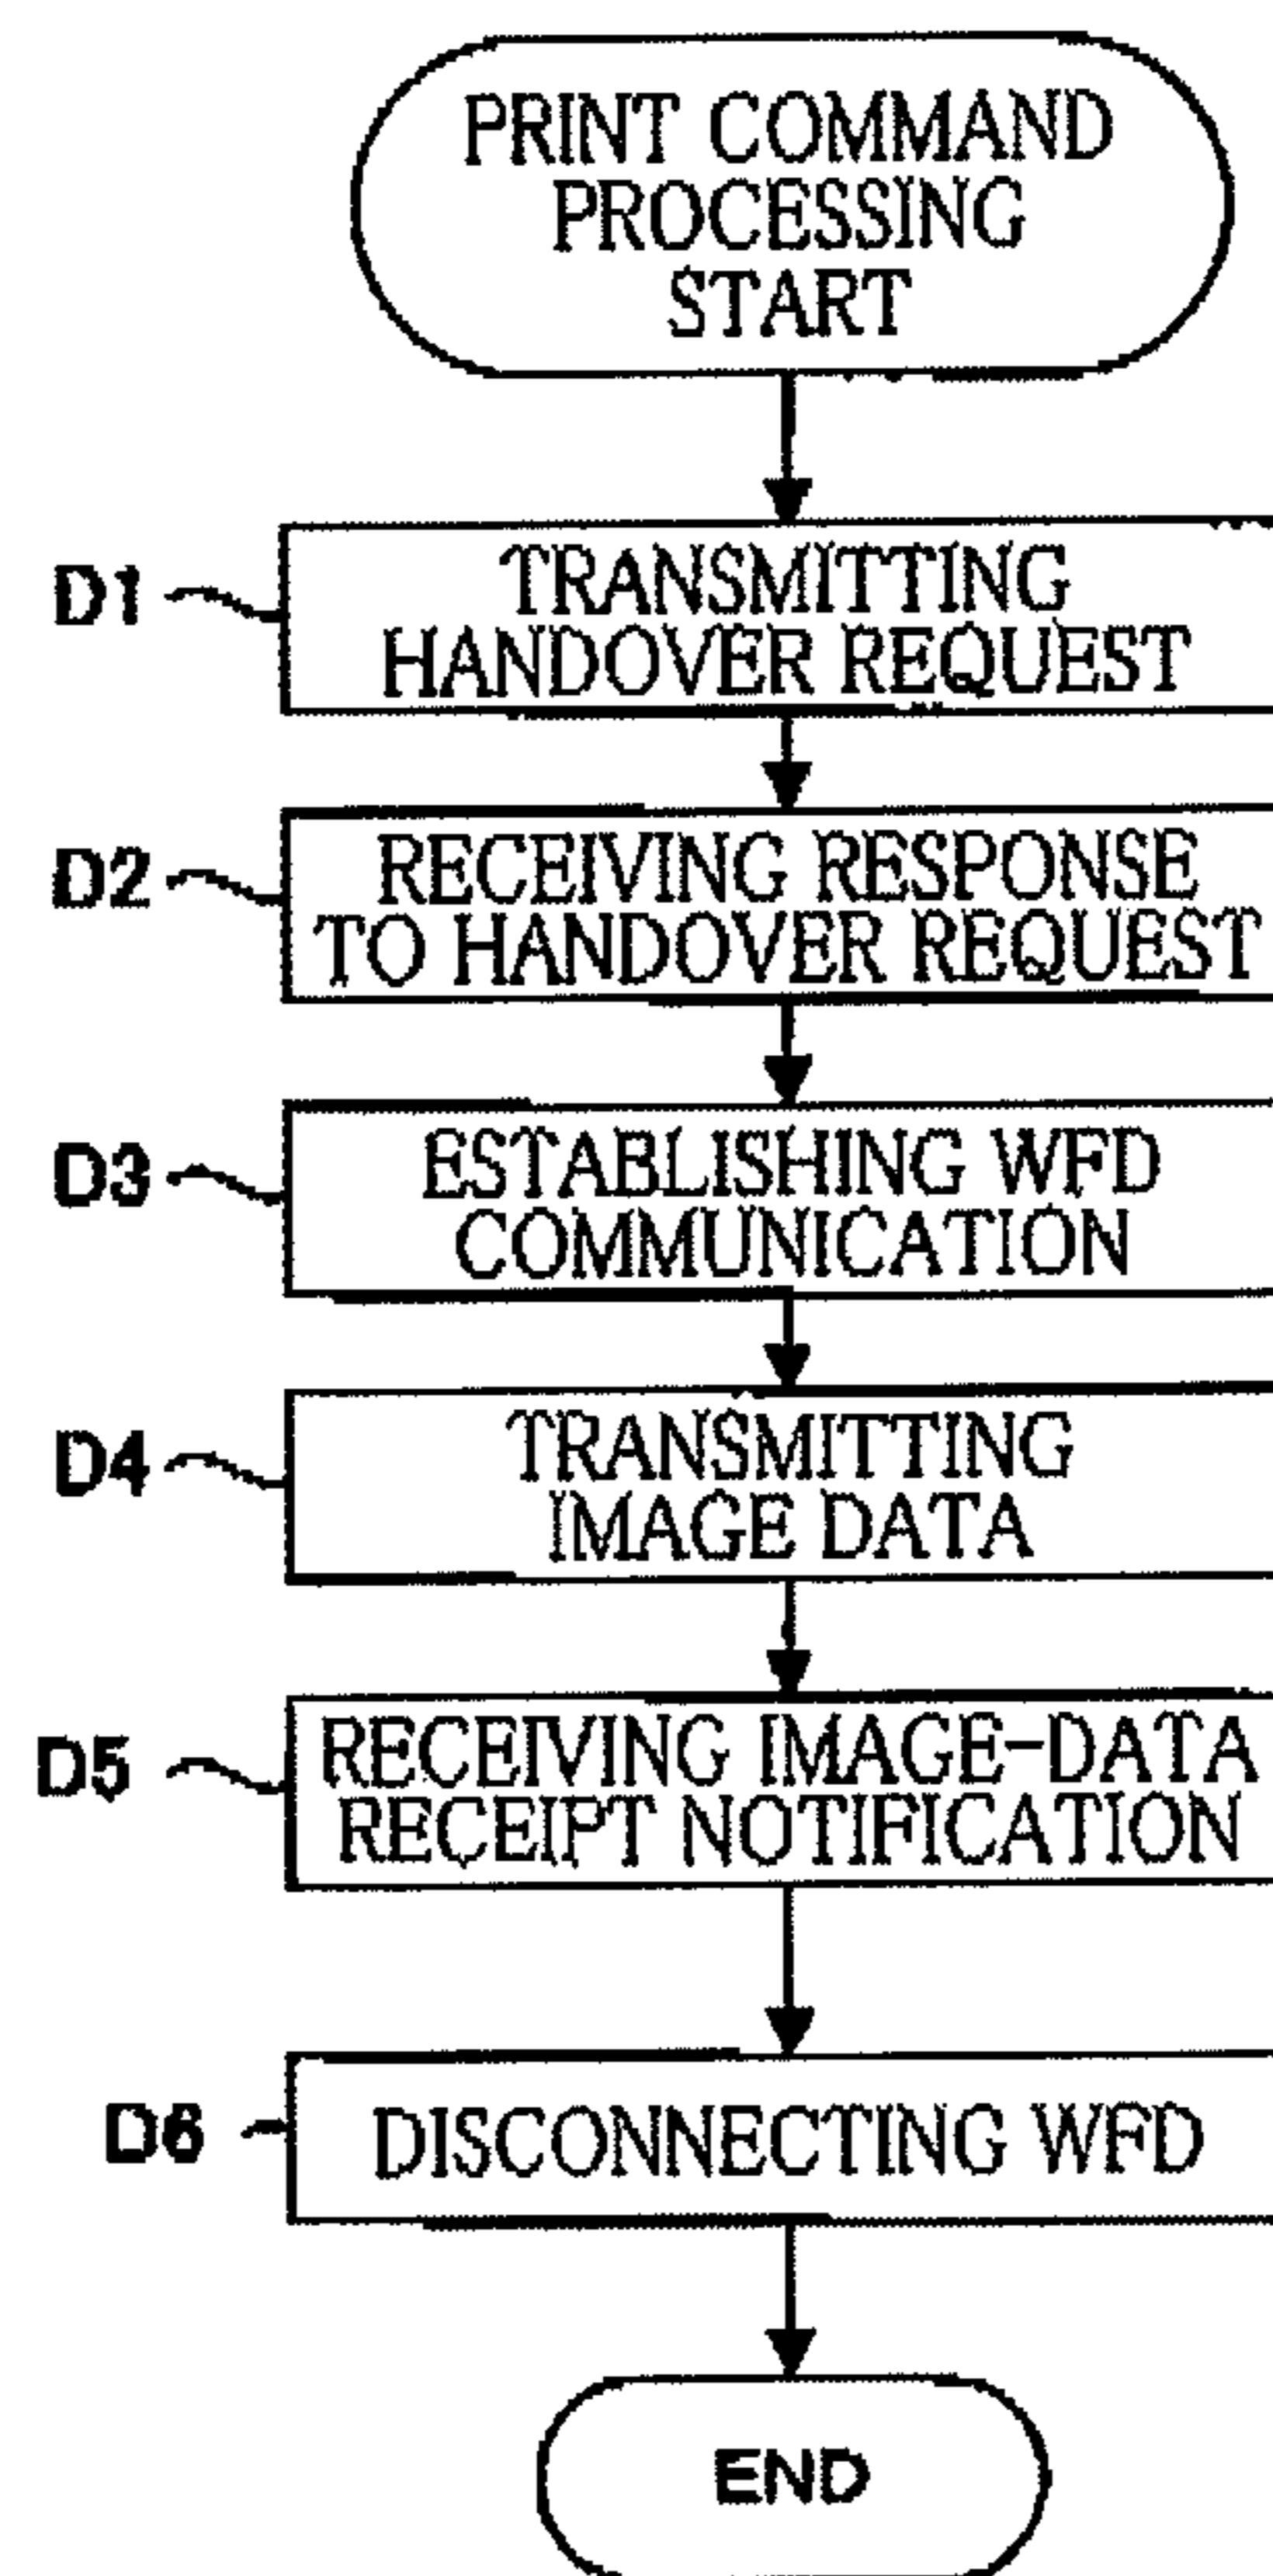 PRINT COMMAND
PROCESSING
START
D1
TRANSMITTING
HANDOVER REQUEST
D2
RECEIVING RESPONSE
TO HANDOVER REQUEST
D3
ESTABLISHING WFD
COMMUNICATION
D4
TRANSMITTING
IMAGE DATA
D5
RECEIVING IMAGE-DATA
RECEIPT NOTIFICATION
D6
DISCONNECTING WFD
END